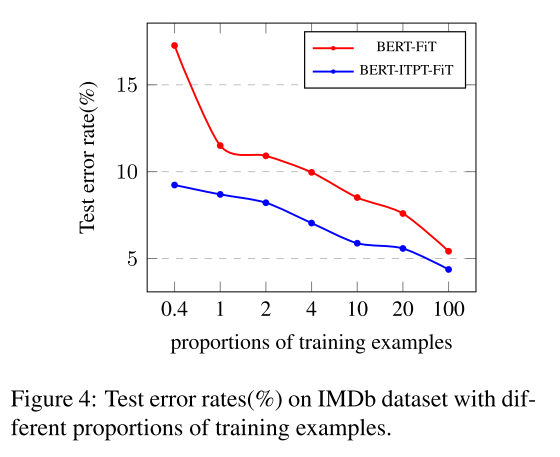 BERT-FiT
BERT-ITPT-FiT
Test error rate(%)
15
10
5
0.4 1 2 4 10 20 100
proportions of training examples
Figure 4: Test error rates(%) on IMDb dataset with dif-
ferent proportions of training examples.